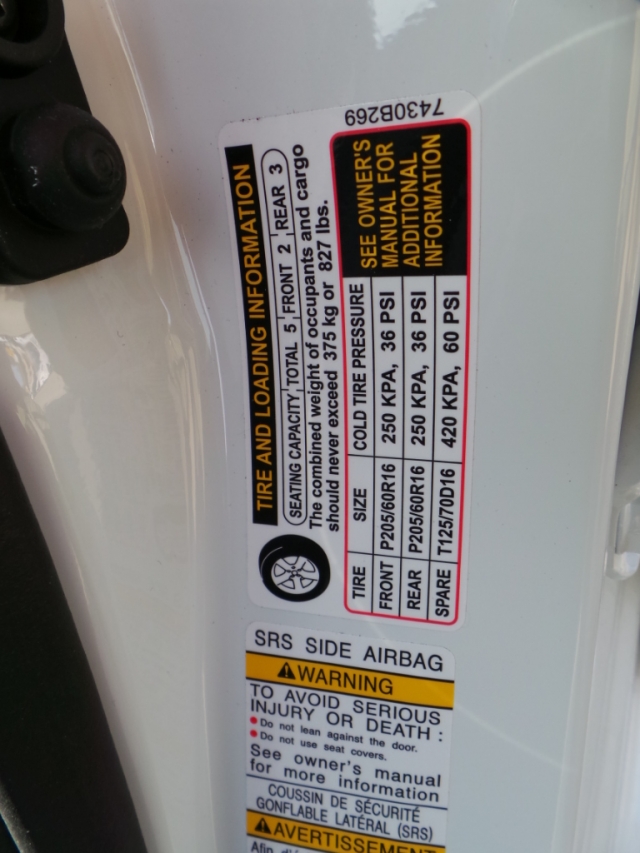 7430B269
TIRE AND LOADING INFORMATION
SEATING CAPACITY TOTAL 5 FRONT 2 REAR 3
The combined weight of occupants and cargo
should never exceed 375 kg or 827 lbs.
TIRE SIZE COLD TIRE PRESSURE
FRONT P205/60R16 250 KPA, 36 PSI
REAR P205/60R16 250 KPA, 36 PSI
SPARE T125/70D16 420 KPA, 60 PSI
SEE OWNER'S
MANUAL FOR
ADDITIONAL
INFORMATION
SRS SIDE AIRBAG
WARNING
TO AVOID SERIOUS
INJURY OR DEATH :
Do not lean against the door.
Do not use seat covers.
See owner's manual
for more information
COUSSIN DE SÉCURITÉ
GONFLABLE LATÉRAL (SRS)
AVERTISSEMENT